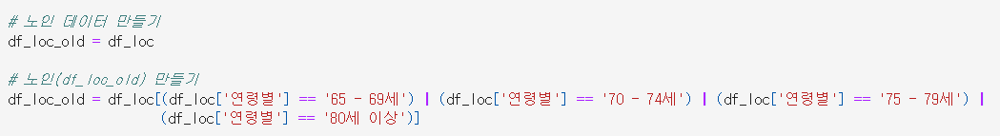 # 노인 데이터 만들기
df_loc_old = df_loc
# 노인(df_loc_old) 만들기
df_loc_old = df_loc[(df_loc['연령별'] == '65 - 69세') | (df_loc['연령별'] == '70 - 74세') | (df_loc['연령별'] == '75 - 79세') |
(df_loc['연령별'] == '80세 이상')]